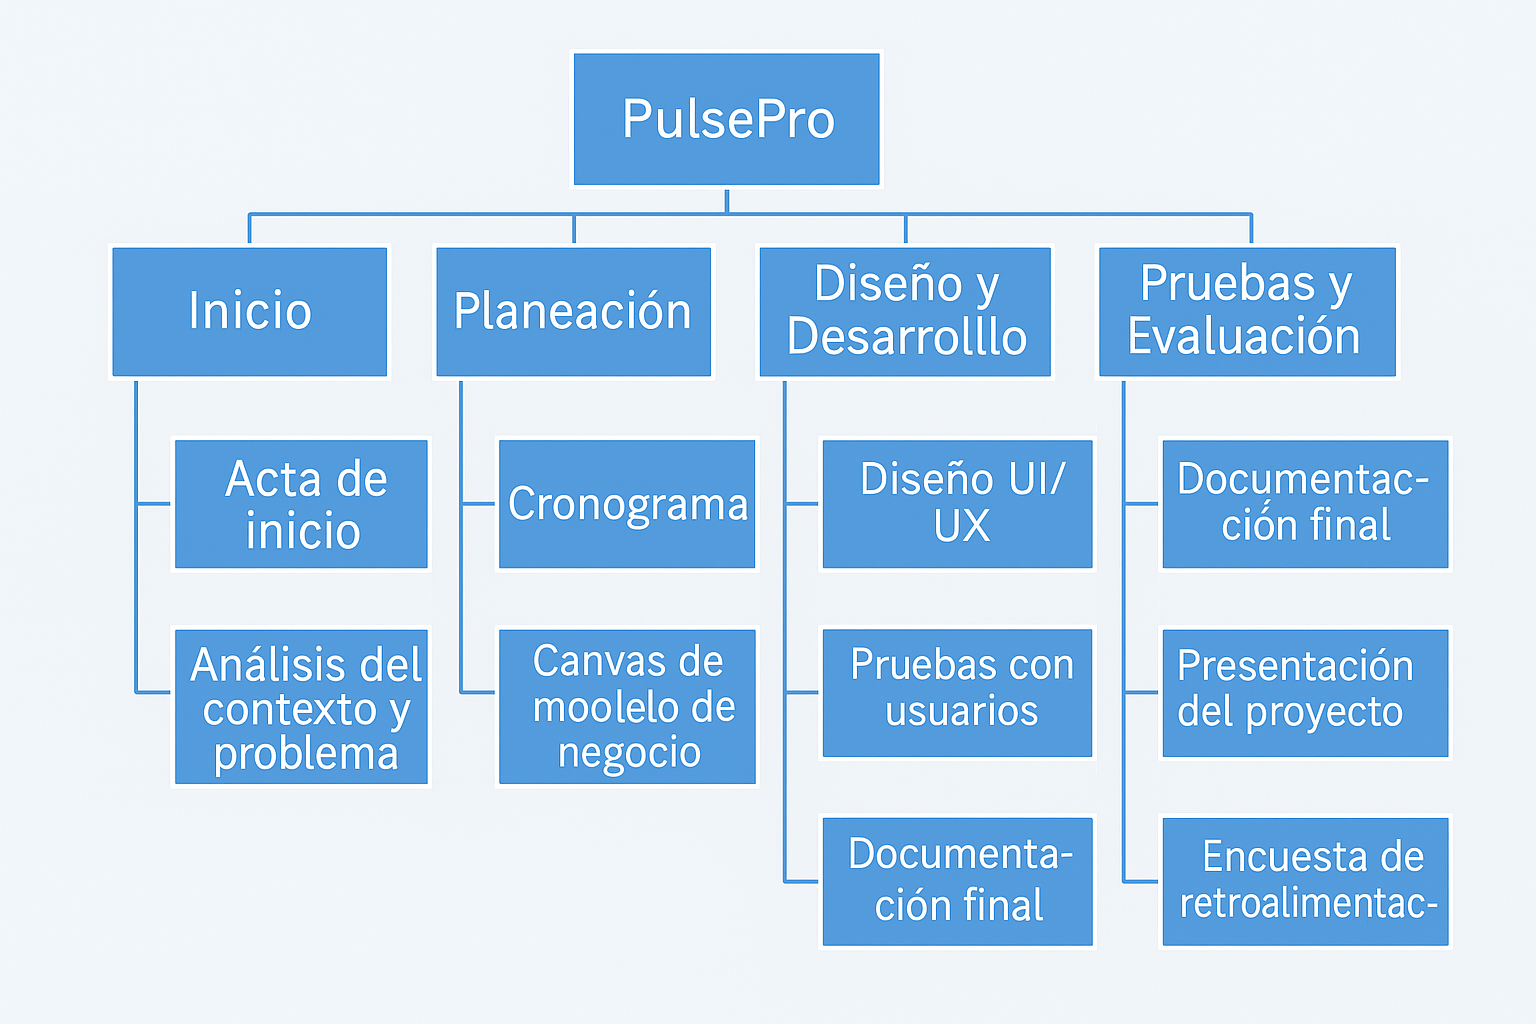 PulsePro
Inicio
Planeación
Diseño y
Desarrolllo
Pruebas y
Evaluación
Acta de
inicio
Cronograma
Diseño UI/
UX
Documentac-
ción final
Análisis del
contexto y
problema
Canvas de
moolelo de
negocio
Pruebas con
usuarios
Presentación
del proyecto
Documenta-
ción final
Encuesta de
retroalimentac-